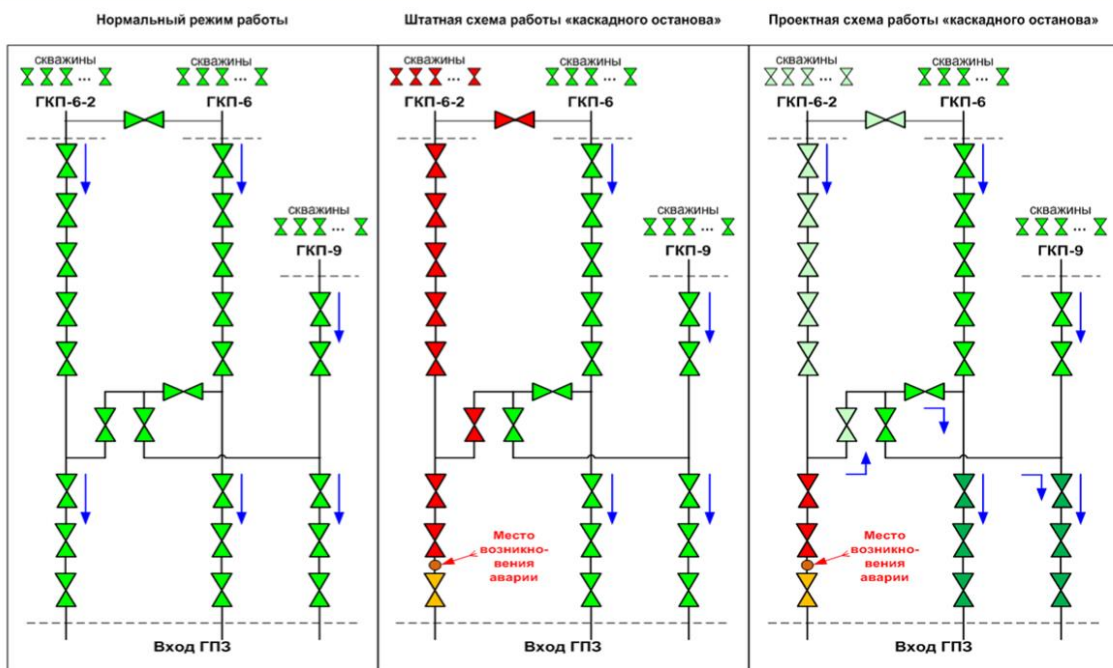 Нормальный режим работы
Штатная схема работы «каскадного останова»
Проектная схема работы «каскадного останова»
скважины
скважины
...
...
ГКП-6-2
ГКП-6
скважины
...
ГКП-9
Вход ГПЗ
скважины
скважины
...
...
ГКП-6-2
ГКП-6
скважины
...
ГКП-9
Место
возникно-
вения
аварии
Вход ГПЗ
скважины
скважины
...
...
ГКП-6-2
ГКП-6
скважины
...
ГКП-9
Место
возникно-
вения
аварии
Вход ГПЗ